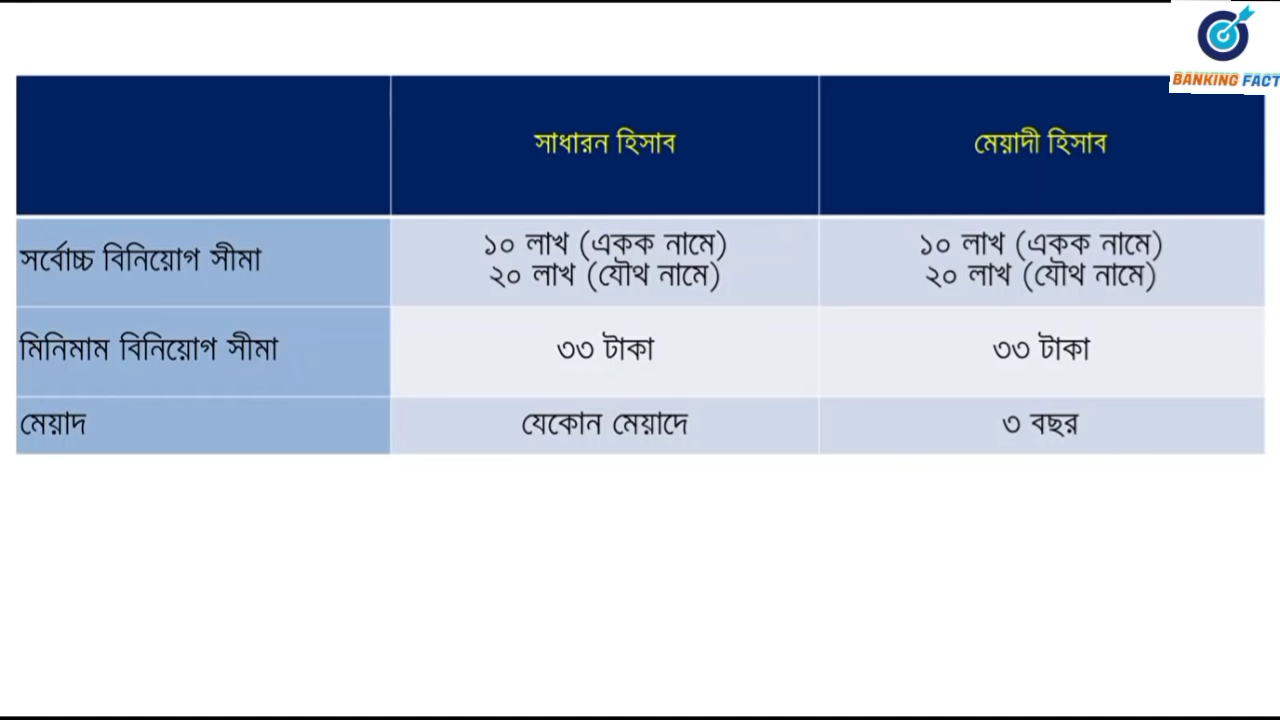 BANKING FACT
সাধারন হিসাব
মেয়াদী হিসাব
সর্বোচ্চ বিনিয়োগ সীমা
১০ লাখ (একক নামে)
২০ লাখ (যৌথ নামে)
১০ লাখ (একক নামে)
২০ লাখ (যৌথ নামে)
মিনিমাম বিনিয়োগ সীমা
৩৩ টাকা
৩৩ টাকা
মেয়াদ
যেকোন মেয়াদে
৩ বছর